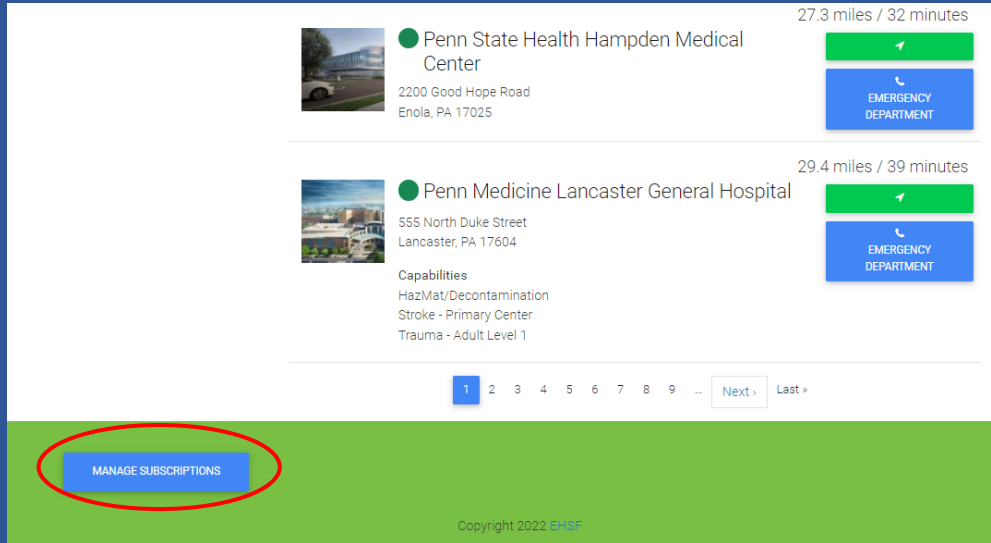 27.3 miles / 32 minutes
Penn State Health Hampden Medical
Center
2200 Good Hope Road
Enola, PA 17025
EMERGENCY
DEPARTMENT
29.4 miles / 39 minutes
Penn Medicine Lancaster General Hospital
555 North Duke Street
Lancaster, PA 17604
EMERGENCY
DEPARTMENT
Capabilities
HazMat/Decontamination
Stroke - Primary Center
Trauma - Adult Level 1
1 2 3 4 5 6 7 8 9 … Next › Last »
MANAGE SUBSCRIPTIONS
Copyright 2022 EHSF